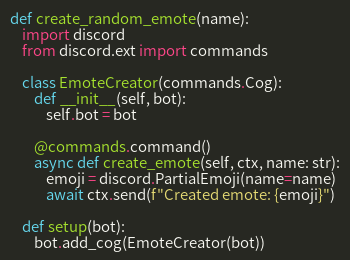 def create_random_emote(name):
    import discord
    from discord.ext import commands

    class EmoteCreator(commands.Cog):
        def __init__(self, bot):
            self.bot = bot

        @commands.command()
        async def create_emote(self, ctx, name: str):
            emoji = discord.PartialEmoji(name=name)
            await ctx.send(f"Created emote: {emoji}")

    def setup(bot):
        bot.add_cog(EmoteCreator(bot))